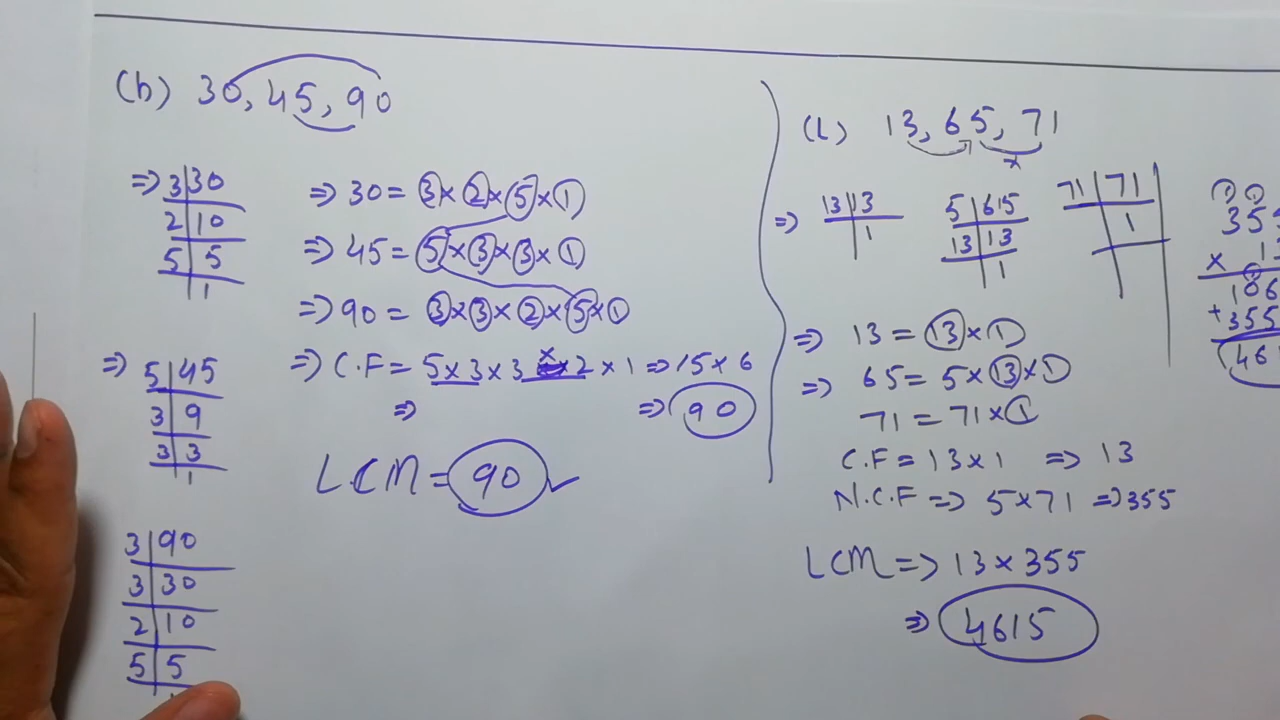 (b) 30, 45, 90
⇒ 3|30
2|10
5|5
1
⇒ 30 = 3×2×5×1
⇒ 45 = 5×3×3×1
⇒ 90 = 3×3×2×5×1
⇒ 5|45
3|9
3|3
1
⇒ C.F = 5×3×3××2×1 ⇒ 15×6
⇒ ⇒ 90
LCM = 90 ✓
3|90
3|30
2|10
5|5
(L) 13, 65, 71
×
⇒ 13|13
1
5|65
13|13
1
71|71
1
⇒ 13 = 13×1
⇒ 65 = 5×13×1
71 = 71×1
C.F = 13×1 ⇒ 13
N.C.F ⇒ 5×71 ⇒ 355
LCM ⇒ 13×355
⇒ 4615
+355